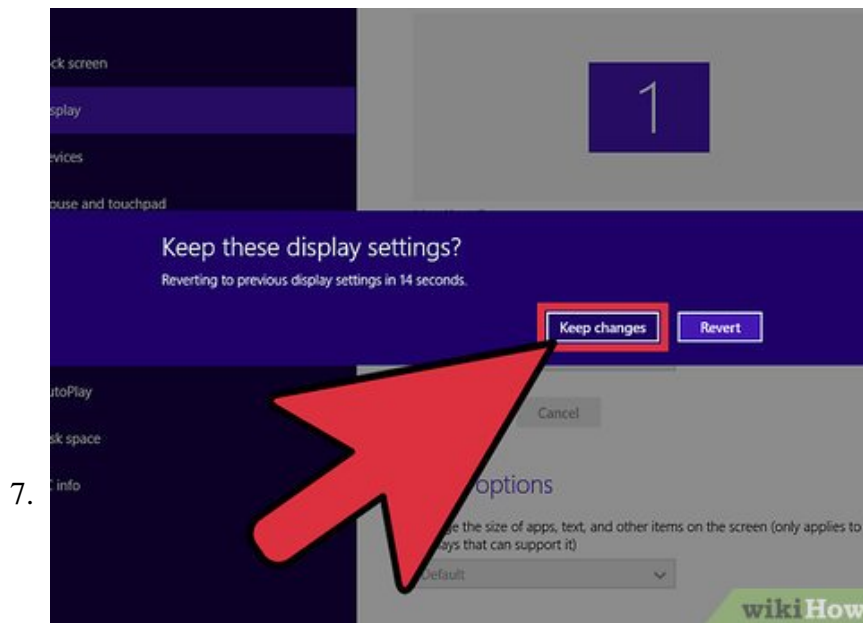 ck screen
splay
evices
ouse and touchpad
1
Keep these display settings?
Reverting to previous display settings in 14 seconds.
Keep changes
Revert
utoPlay
Cancel
sk space
7.
info
options
ge the size of apps, text, and other items on the screen (only applies to
ays that can support it)
Default
wikiHow